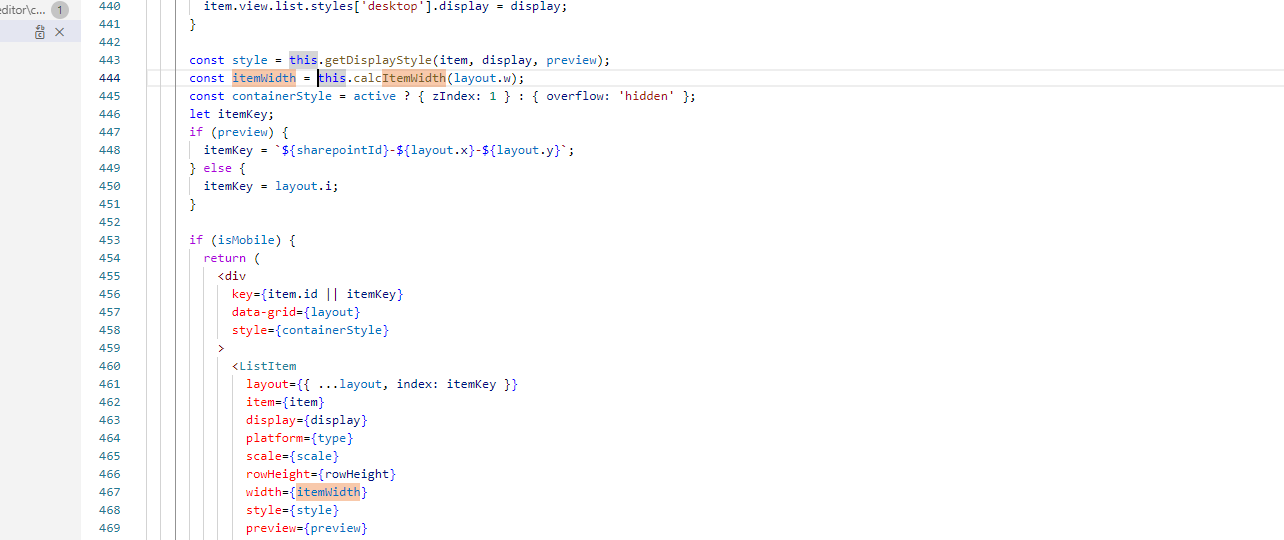 editor\c... 1
440 item.view.list.styles['desktop'].display = display;
441 }
442
443 const style = this.getDisplayStyle(item, display, preview);
444 const itemWidth = this.calcItemWidth(layout.w);
445 const containerStyle = active ? { zIndex: 1 } : { overflow: 'hidden' };
446 let itemKey;
447 if (preview) {
448 itemKey = `${sharepointId}-${layout.x}-${layout.y}`;
449 } else {
450 itemKey = layout.i;
451 }
452
453 if (isMobile) {
454 return (
455 <div
456 key={item.id || itemKey}
457 data-grid={layout}
458 style={containerStyle}
459 >
460 <ListItem
461 layout={{ ...layout, index: itemKey }}
462 item={item}
463 display={display}
464 platform={type}
465 scale={scale}
466 rowHeight={rowHeight}
467 width={itemWidth}
468 style={style}
469 preview={preview}